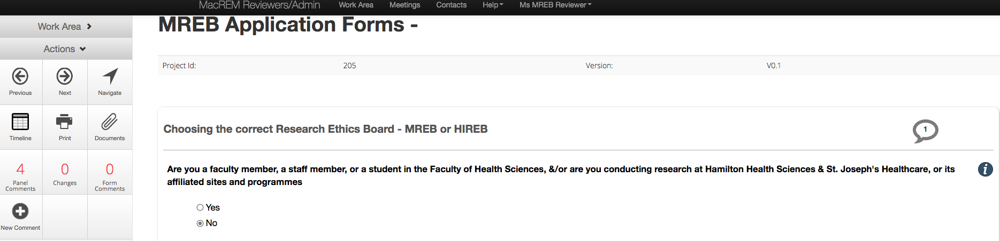 MacREM Reviewers/Admin Work Area Meetings Contacts Help Ms MREB Reviewer
Work Area
Actions
Previous Next Navigate
Timeline Print Documents
4 0 0
Panel Comments Changes Form Comments
New Comment
MREB Application Forms -
Project Id: 205 Version: V0.1
Choosing the correct Research Ethics Board - MREB or HIREB
1
Are you a faculty member, a staff member, or a student in the Faculty of Health Sciences, &/or are you conducting research at Hamilton Health Sciences & St. Joseph's Healthcare, or its
i
affiliated sites and programmes
Yes
No